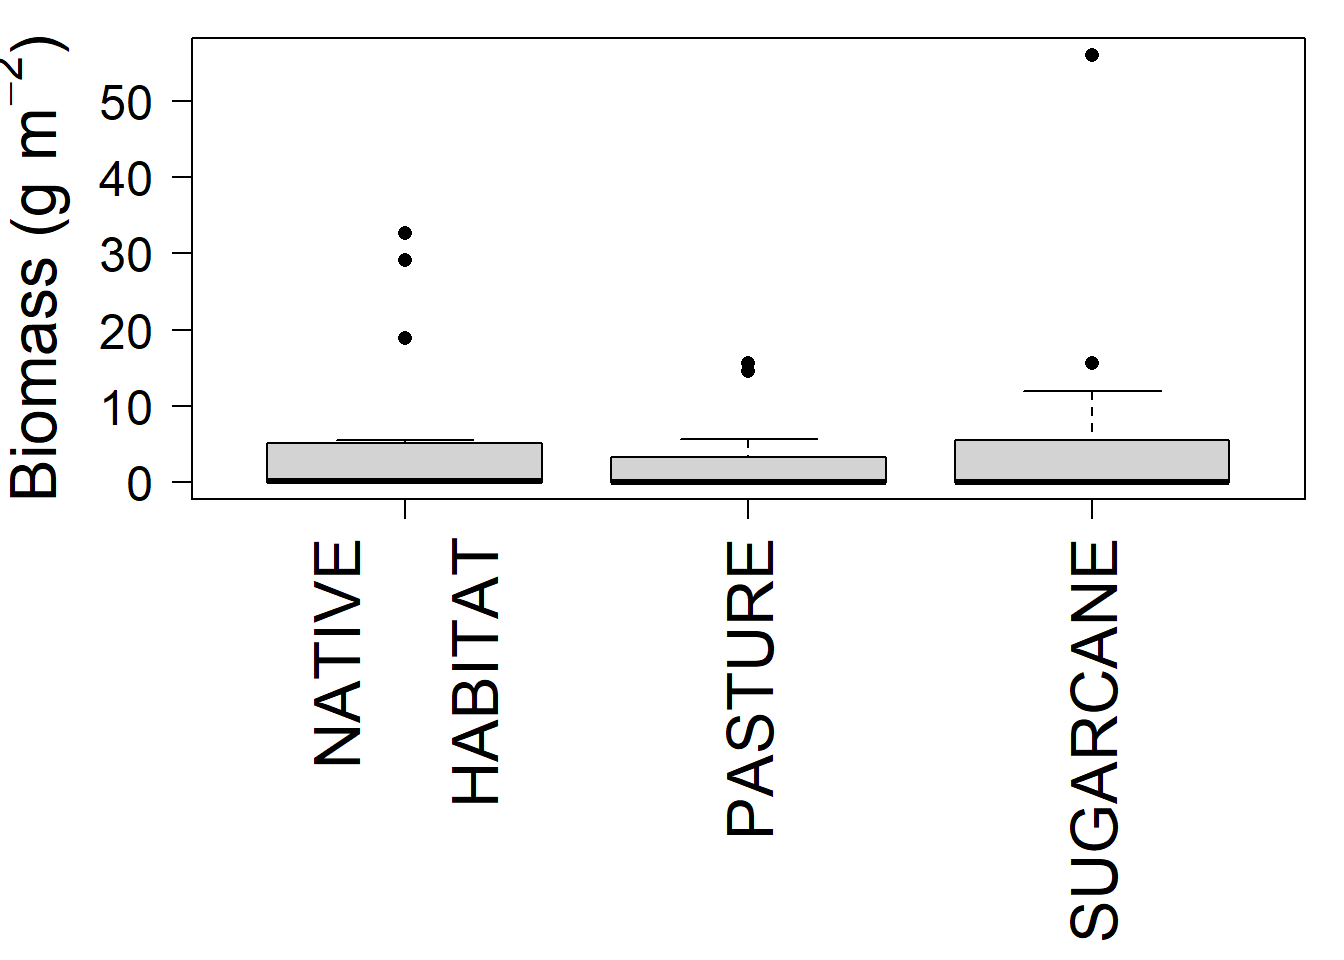 Biomass (g m⁻²)
50
40
30
20
10
0
NATIVE
HABITAT
PASTURE
SUGARCANE